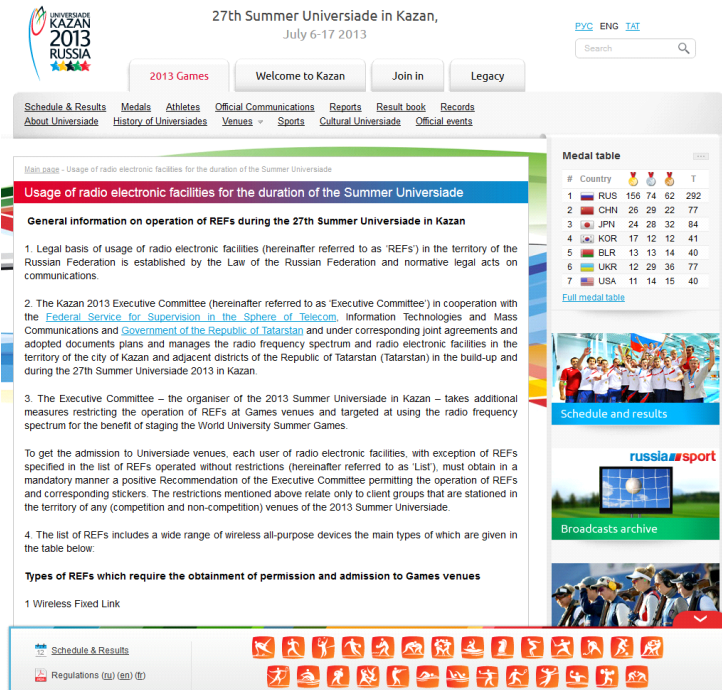 UNIVERSIADE
KAZAN
2013
RUSSIA
27th Summer Universiade in Kazan,
July 6-17 2013
РУС ENG ТАТ
Search
2013 Games
Welcome to Kazan
Join in
Legacy
Schedule & Results Medals Athletes Official Communications Reports Result book Records
About Universiade History of Universiades Venues Sports Cultural Universiade Official events
Main page - Usage of radio electronic facilities for the duration of the Summer Universiade
Usage of radio electronic facilities for the duration of the Summer Universiade
General information on operation of REFs during the 27th Summer Universiade in Kazan
1. Legal basis of usage of radio electronic facilities (hereinafter referred to as 'REFs') in the territory of the
Russian Federation is established by the Law of the Russian Federation and normative legal acts on
communications.
2. The Kazan 2013 Executive Committee (hereinafter referred to as 'Executive Committee') in cooperation with
the Federal Service for Supervision in the Sphere of Telecom, Information Technologies and Mass
Communications and Government of the Republic of Tatarstan and under corresponding joint agreements and
adopted documents plans and manages the radio frequency spectrum and radio electronic facilities in the
territory of the city of Kazan and adjacent districts of the Republic of Tatarstan (Tatarstan) in the build-up and
during the 27th Summer Universiade 2013 in Kazan.
3. The Executive Committee – the organiser of the 2013 Summer Universiade in Kazan – takes additional
measures restricting the operation of REFs at Games venues and targeted at using the radio frequency
spectrum for the benefit of staging the World University Summer Games.
To get the admission to Universiade venues, each user of radio electronic facilities, with exception of REFs
specified in the list of REFs operated without restrictions (hereinafter referred to as 'List'), must obtain in a
mandatory manner a positive Recommendation of the Executive Committee permitting the operation of REFs
and corresponding stickers. The restrictions mentioned above relate only to client groups that are stationed in
the territory of any (competition and non-competition) venues of the 2013 Summer Universiade.
4. The list of REFs includes a wide range of wireless all-purpose devices the main types of which are given in
the table below:
Types of REFs which require the obtainment of permission and admission to Games venues
1 Wireless Fixed Link
Medal table
# Country T
1 RUS 156 74 62 292
2 CHN 26 29 22 77
3 JPN 24 28 32 84
4 KOR 17 12 12 41
5 BLR 13 13 14 40
6 UKR 12 29 36 77
7 USA 11 14 15 40
Full medal table
Schedule and results
russia sport
Broadcasts archive
12
Schedule & Results
Regulations (ru) (en) (fr)